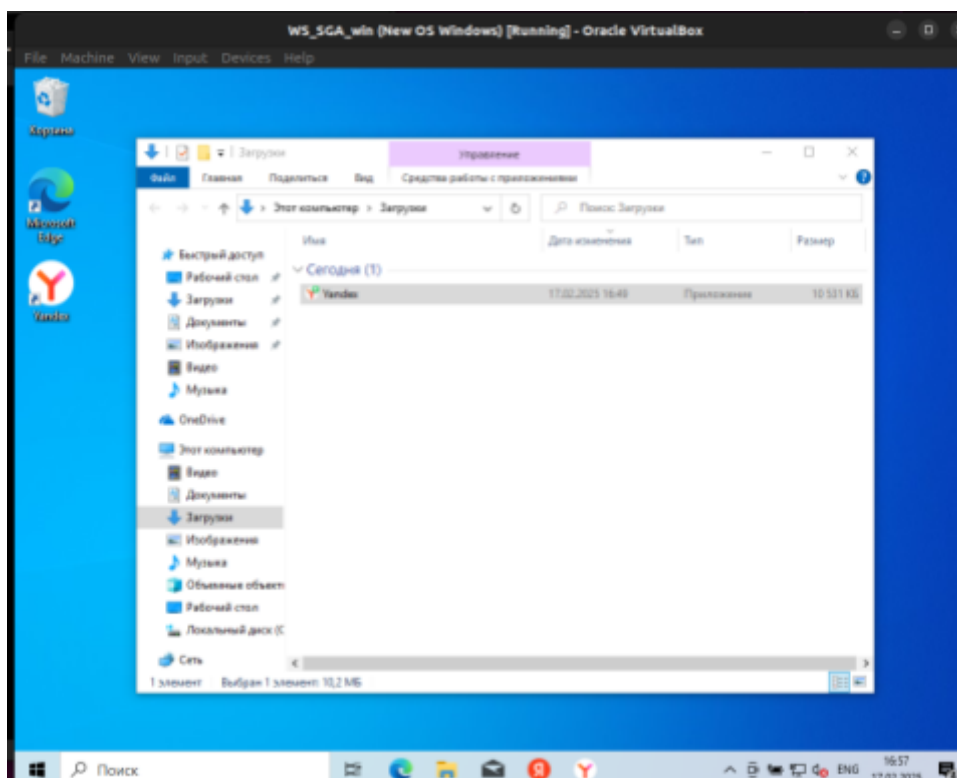 WS_SGA_win (New OS Windows) [Running] - Oracle VirtualBox
File Machine View Input Devices Help
Корзина
Microsoft Edge
Yandex
Загрузки
Управление
Файл Главная Поделиться Вид Средства работы с приложениями
Этот компьютер > Загрузки
Поиск: Загрузки
Имя Дата изменения Тип Размер
Сегодня (1)
Yandex 17.02.2025 16:49 Приложение 10 531 КБ
Быстрый доступ
Рабочий стол
Загрузки
Документы
Изображения
Видео
Музыка
OneDrive
Этот компьютер
Видео
Документы
Загрузки
Изображения
Музыка
Объемные объект
Рабочий стол
Локальный диск (C
Сеть
1 элемент Выбран 1 элемент: 10,2 МБ
Поиск
ENG
16:57
17.02.2025